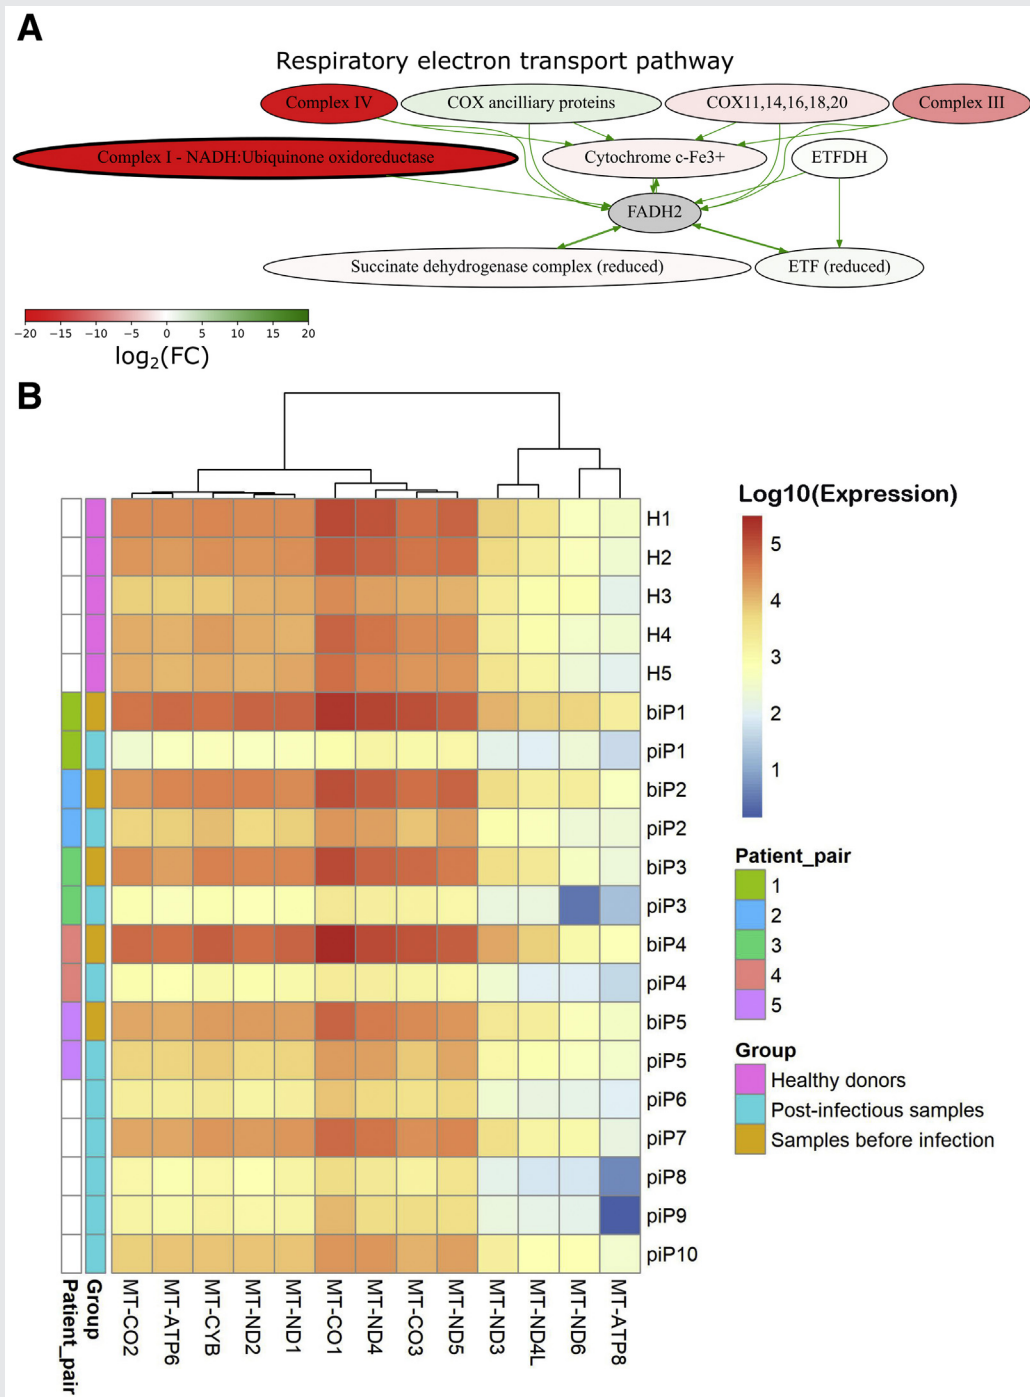 A
Respiratory electron transport pathway
Complex IV
COX ancilliary proteins
COX11,14,16,18,20
Complex III
Complex I - NADH:Ubiquinone oxidoreductase
Cytochrome c-Fe3+
ETFDH
FADH2
Succinate dehydrogenase complex (reduced)
ETF (reduced)
−20 −15 −10 −5 0 5 10 15 20
log2(FC)
B
Log10(Expression)
5
4
3
2
1
H1
H2
H3
H4
H5
biP1
piP1
biP2
piP2
biP3
piP3
biP4
piP4
biP5
piP5
piP6
piP7
piP8
piP9
piP10
Patient_pair
1
2
3
4
5
Group
Healthy donors
Post-infectious samples
Samples before infection
Patient_pair
Group
MT-CO2
MT-ATP6
MT-CYB
MT-ND2
MT-ND1
MT-CO1
MT-ND4
MT-CO3
MT-ND5
MT-ND3
MT-ND4L
MT-ND6
MT-ATP8